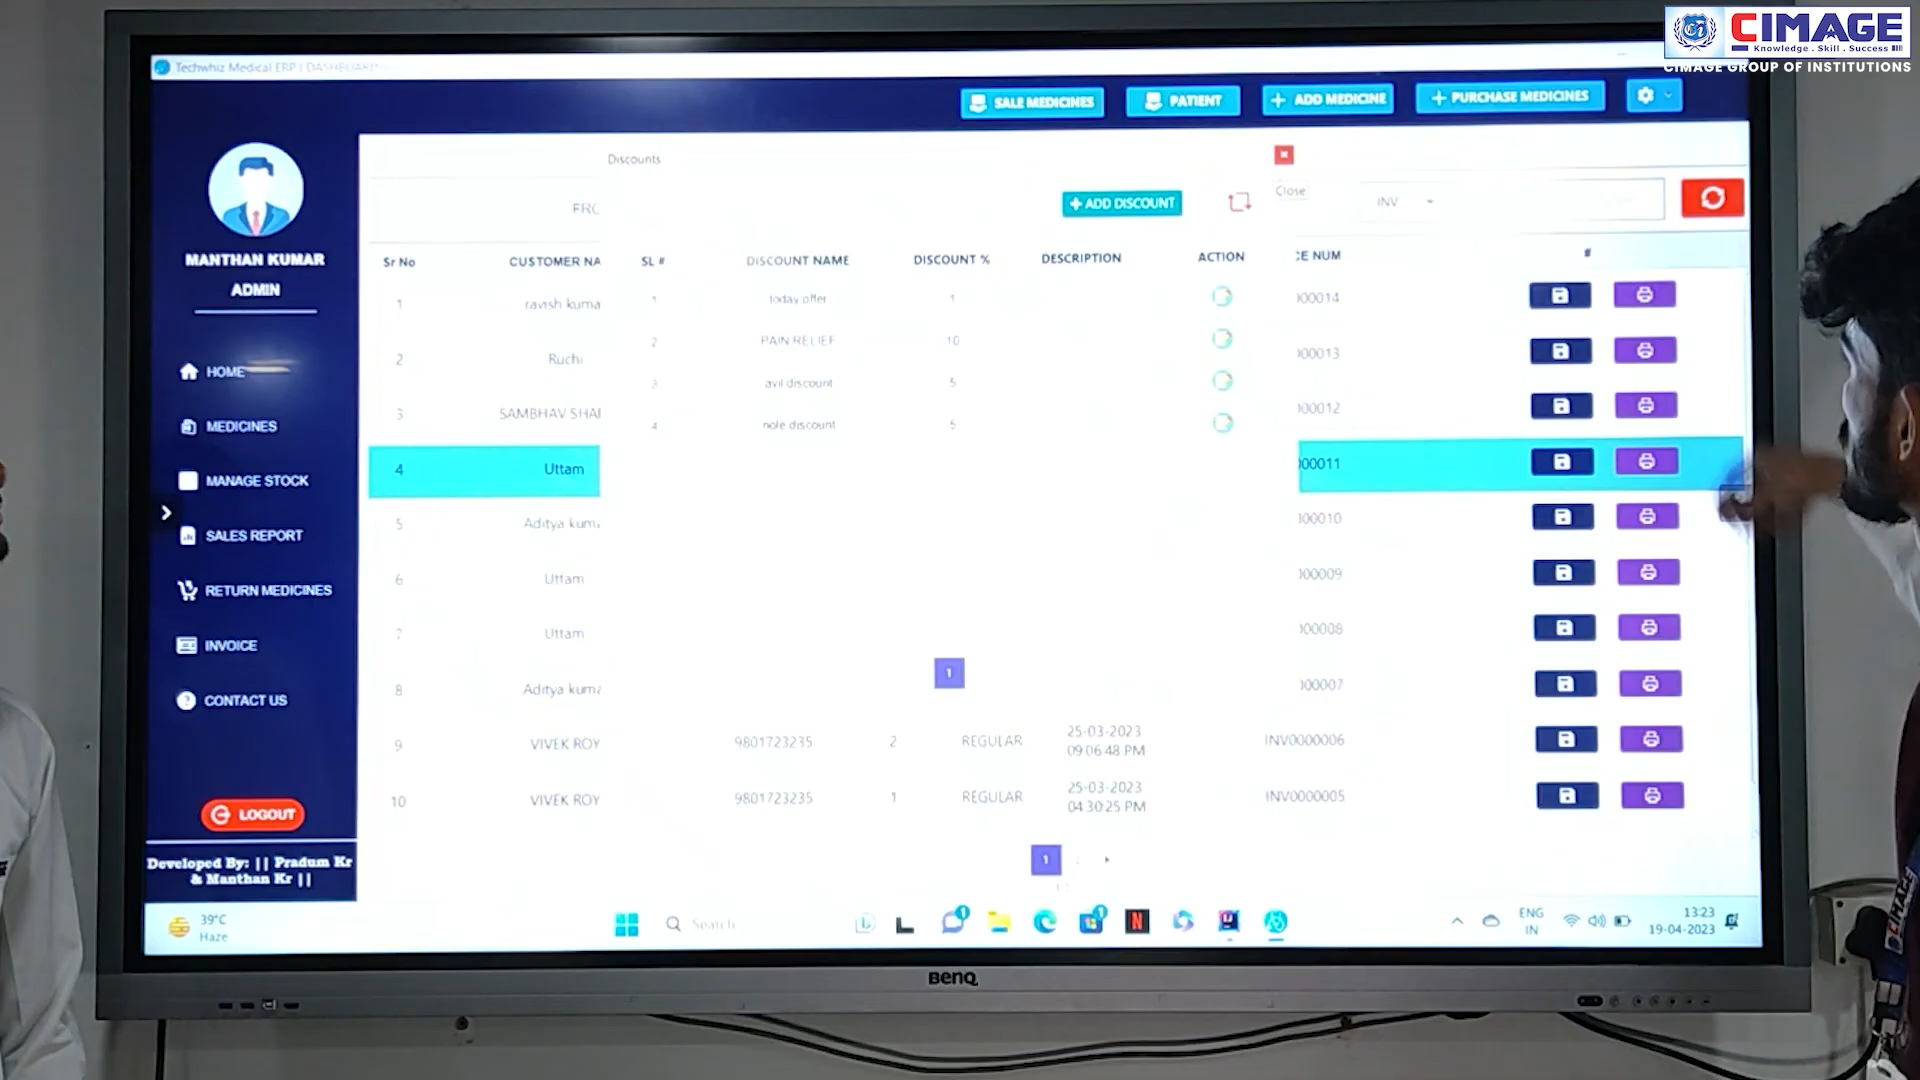 CIMAGE
Knowledge . Skill . Success
CIMAGE GROUP OF INSTITUTIONS
Techwhiz Medical ERP | DASHBOARD
SALE MEDICINES
PATIENT
+ ADD MEDICINE
+ PURCHASE MEDICINES
MANTHAN KUMAR
ADMIN
HOME
MEDICINES
MANAGE STOCK
SALES REPORT
RETURN MEDICINES
INVOICE
CONTACT US
LOGOUT
Developed By: || Pradum Kr
& Manthan Kr ||
Discounts
Close
FRO
+ ADD DISCOUNT
INV
Sr No CUSTOMER NA SL # DISCOUNT NAME DISCOUNT % DESCRIPTION ACTION CE NUM #
1 ravish kuma 1 today offer 1 000014
2 Ruchi 2 PAIN RELIEF 10 000013
3 SAMBHAV SHAR 3 avil discount 5 000012
4 Uttam 4 nole discount 5 000011
5 Aditya kuma 000010
6 Uttam 000009
7 Uttam 000008
1
8 Aditya kuma 000007
9 VIVEK ROY 9801723235 2 REGULAR 25-03-2023 09:06:48 PM INV0000006
10 VIVEK ROY 9801723235 1 REGULAR 25-03-2023 04:30:25 PM INV0000005
1 2
39°C
Haze
Search
ENG
IN
13:23
19-04-2023
BenQ
CIMAGE